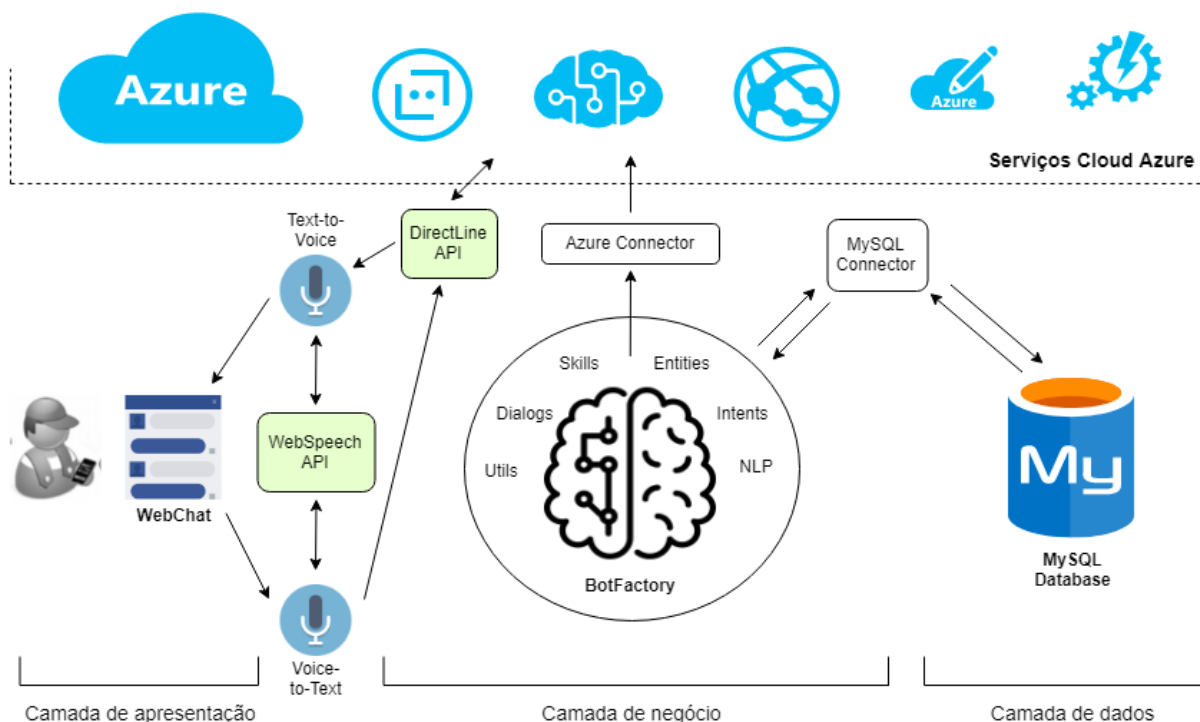 Azure
Azure
Serviços Cloud Azure
Text-to-
Voice
DirectLine
API
Azure Connector
MySQL
Connector
Skills
Entities
Dialogs
Intents
Utils
NLP
WebSpeech
API
WebChat
BotFactory
My
MySQL
Database
Voice-
to-Text
Camada de apresentação
Camada de negócio
Camada de dados